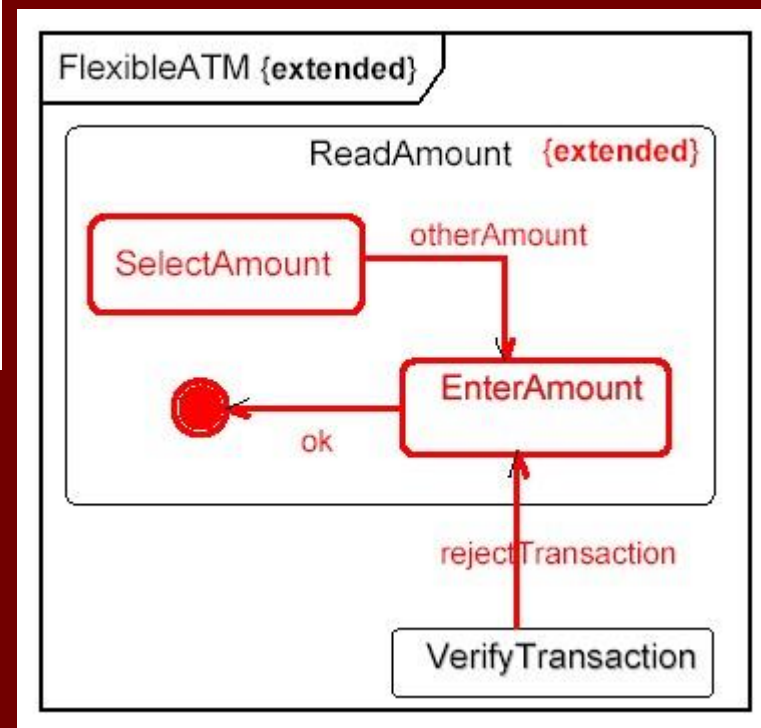 FlexibleATM {extended}
ReadAmount {extended}
otherAmount
SelectAmount
EnterAmount
ok
rejectTransaction
VerifyTransaction